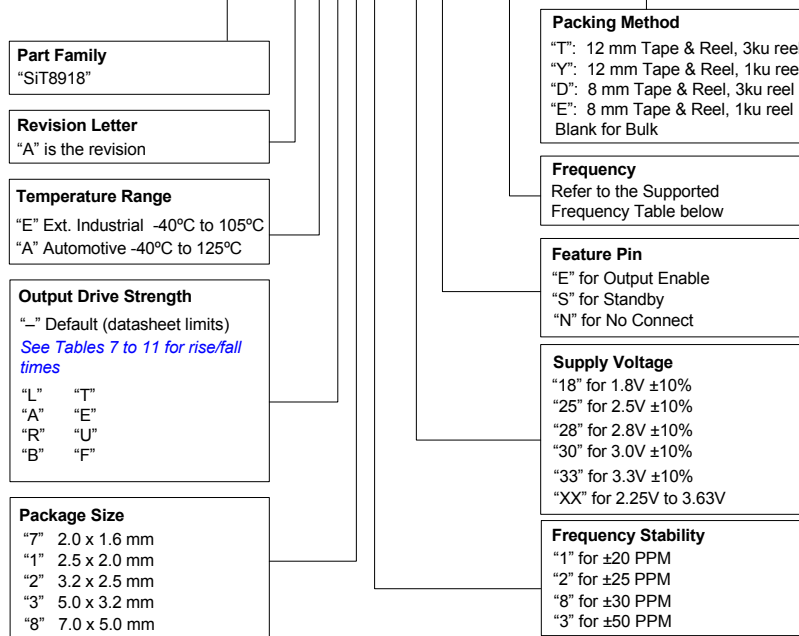 Part Family
“SiT8918”
Revision Letter
“A” is the revision
Temperature Range
“E” Ext. Industrial -40ºC to 105ºC
“A” Automotive -40ºC to 125ºC
Output Drive Strength
“–” Default (datasheet limits)
See Tables 7 to 11 for rise/fall
times
“L” “T”
“A” “E”
“R” “U”
“B” “F”
Package Size
“7” 2.0 x 1.6 mm
“1” 2.5 x 2.0 mm
“2” 3.2 x 2.5 mm
“3” 5.0 x 3.2 mm
“8” 7.0 x 5.0 mm
Packing Method
“T”: 12 mm Tape & Reel, 3ku reel
“Y”: 12 mm Tape & Reel, 1ku reel
“D”: 8 mm Tape & Reel, 3ku reel
“E”: 8 mm Tape & Reel, 1ku reel
Blank for Bulk
Frequency
Refer to the Supported
Frequency Table below
Feature Pin
“E” for Output Enable
“S” for Standby
“N” for No Connect
Supply Voltage
“18” for 1.8V ±10%
“25” for 2.5V ±10%
“28” for 2.8V ±10%
“30” for 3.0V ±10%
“33” for 3.3V ±10%
“XX” for 2.25V to 3.63V
Frequency Stability
“1” for ±20 PPM
“2” for ±25 PPM
“8” for ±30 PPM
“3” for ±50 PPM